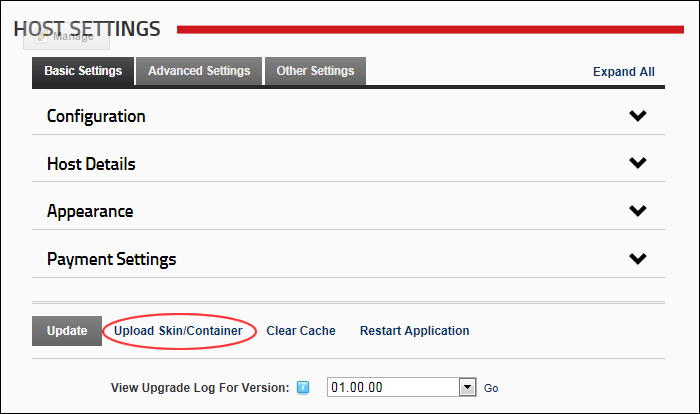 HOST SETTINGS
Manage
Basic Settings Advanced Settings Other Settings Expand All
Configuration
Host Details
Appearance
Payment Settings
Update Upload Skin/Container Clear Cache Restart Application
View Upgrade Log For Version: 01.00.00 Go